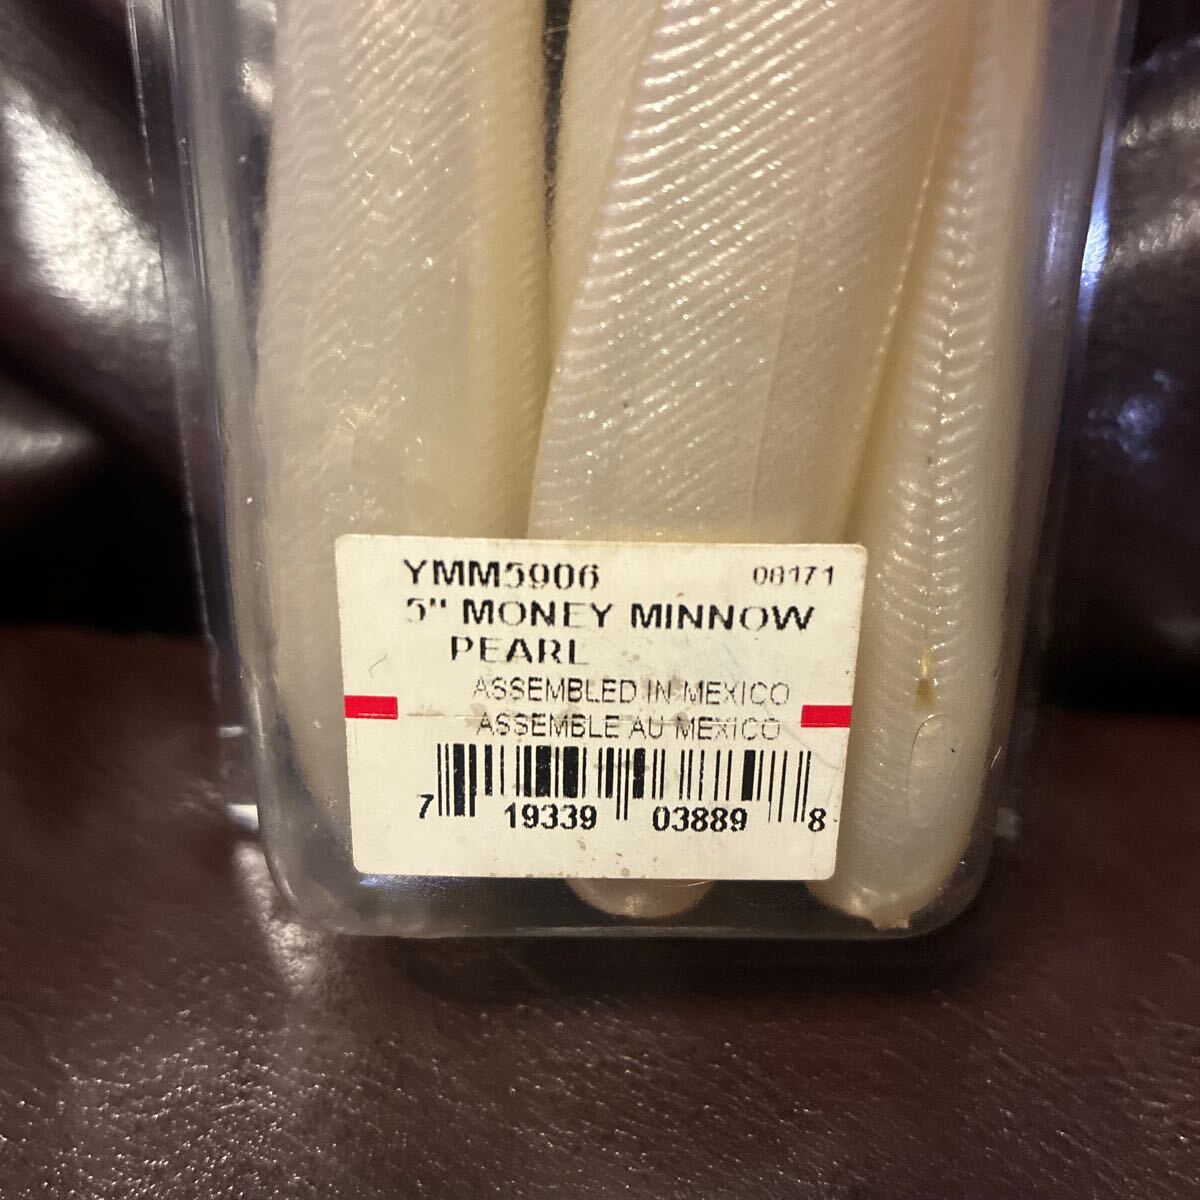 YMM5906 08171
5" MONEY MINNOW
PEARL
ASSEMBLED IN MEXICO
ASSEMBLE AU MEXICO
7 19339 03889 8